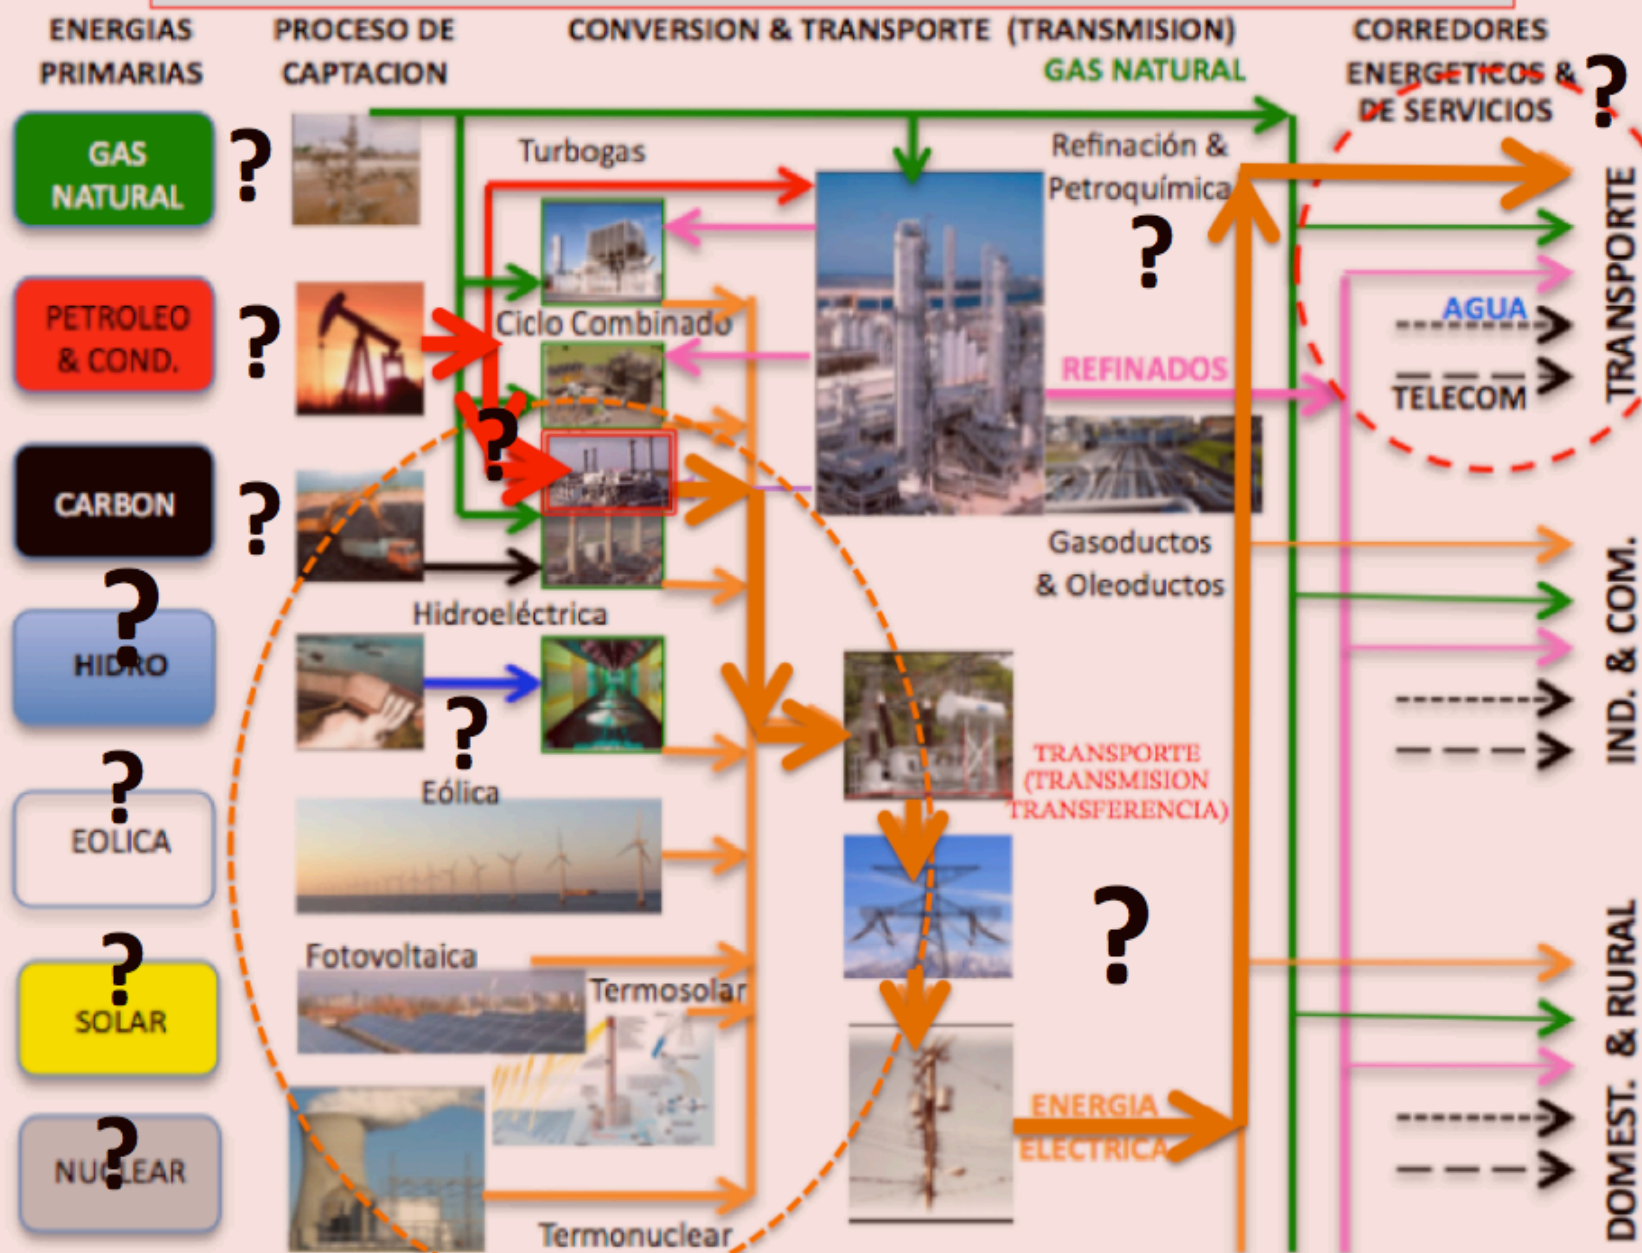 ENERGIAS
PRIMARIAS
PROCESO DE
CAPTACION
CONVERSION & TRANSPORTE (TRANSMISION)
GAS NATURAL
CORREDORES
ENERGETICOS &
DE SERVICIOS
?
GAS
NATURAL
?
Turbogas
Refinación &
Petroquímica
?
PETROLEO
& COND.
?
Ciclo Combinado
REFINADOS
AGUA
TELECOM
TRANSPORTE
?
CARBON
?
Gasoductos
& Oleoductos
IND. & COM.
?
HIDRO
Hidroeléctrica
?
TRANSPORTE
(TRANSMISION
TRANSFERENCIA)
?
EOLICA
Eólica
?
?
SOLAR
Fotovoltaica
Termosolar
?
NUCLEAR
Termonuclear
ENERGIA
ELECTRICA
DOMEST. & RURAL